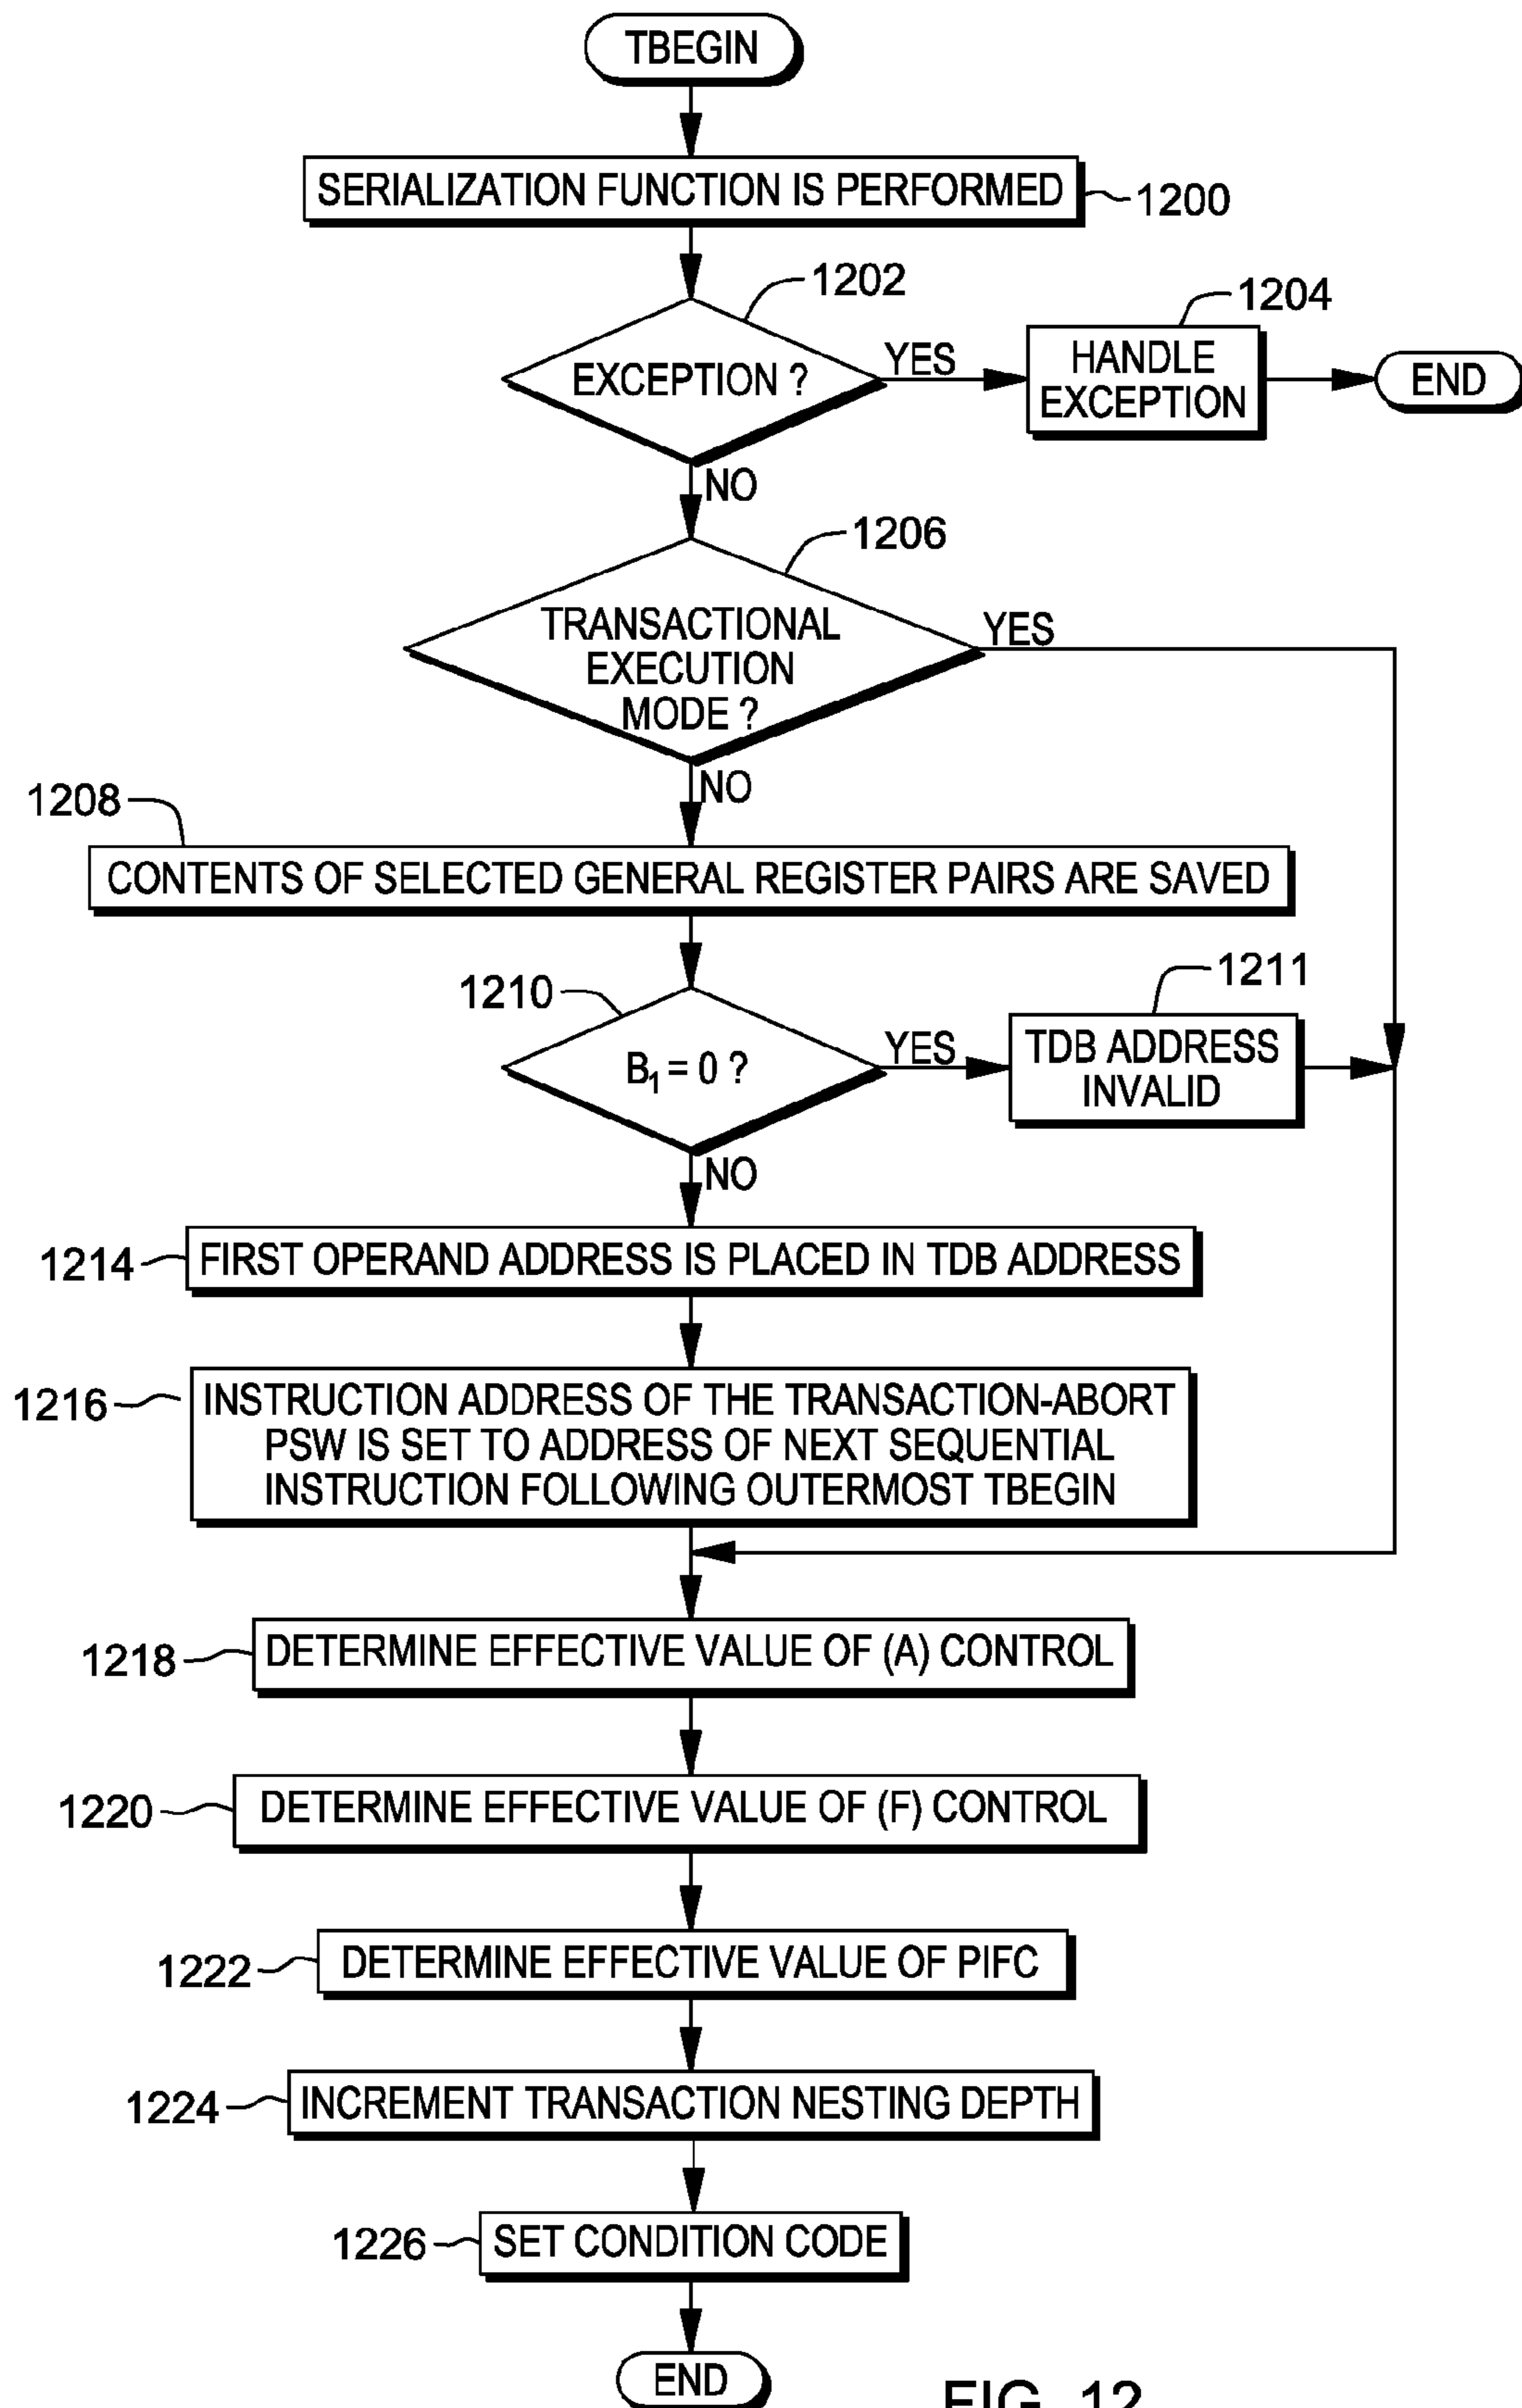 TBEGIN
SERIALIZATION FUNCTION IS PERFORMED
1200
1202
EXCEPTION ?
YES
1204
HANDLE
EXCEPTION
END
NO
1206
TRANSACTIONAL
EXECUTION
MODE ?
YES
NO
1208
CONTENTS OF SELECTED GENERAL REGISTER PAIRS ARE SAVED
1210
B1 = 0 ?
YES
1211
TDB ADDRESS
INVALID
NO
1214
FIRST OPERAND ADDRESS IS PLACED IN TDB ADDRESS
1216
INSTRUCTION ADDRESS OF THE TRANSACTION-ABORT
PSW IS SET TO ADDRESS OF NEXT SEQUENTIAL
INSTRUCTION FOLLOWING OUTERMOST TBEGIN
1218
DETERMINE EFFECTIVE VALUE OF (A) CONTROL
1220
DETERMINE EFFECTIVE VALUE OF (F) CONTROL
1222
DETERMINE EFFECTIVE VALUE OF PIFC
1224
INCREMENT TRANSACTION NESTING DEPTH
1226
SET CONDITION CODE
END
FIG. 12